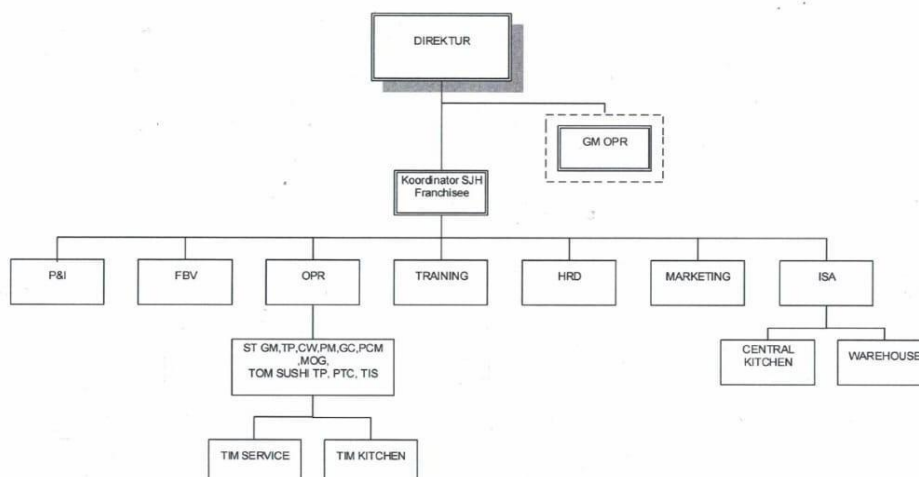 DIREKTUR
GM OPR
Koordinator SJH
Franchisee
P&I
FBV
OPR
TRAINING
HRD
MARKETING
ISA
ST GM,TP,CW,PM,GC,PCM
,MOG,
TOM SUSHI TP, PTC, TIS
CENTRAL
KITCHEN
WAREHOUSE
TIM SERVICE
TIM KITCHEN